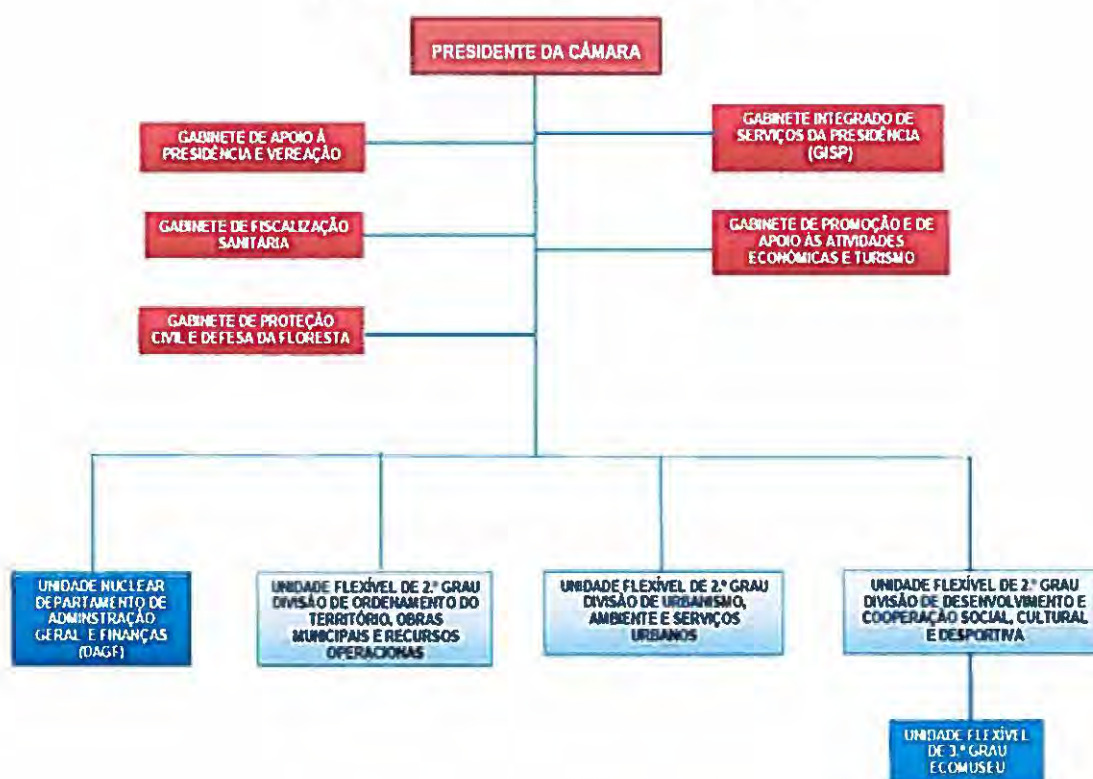 PRESIDENTE DA CÂMARA
GABINETE DE APOIO À
PRESIDÊNCIA E VEREAÇÃO
GABINETE INTEGRADO DE
SERVIÇOS DA PRESIDÊNCIA
(GISP)
GABINETE DE FISCALIZAÇÃO
SANITÁRIA
GABINETE DE PROMOÇÃO E DE
APOIO ÀS ATIVIDADES
ECONÓMICAS E TURISMO
GABINETE DE PROTEÇÃO
CIVIL E DEFESA DA FLORESTA
UNIDADE NUCLEAR
DEPARTAMENTO DE
ADMINSTRAÇÃO
GERAL E FINANÇAS
(DAGF)
UNIDADE FLEXÍVEL DE 2.º GRAU
DIVISÃO DE ORDENAMENTO DO
TERRITÓRIO, OBRAS
MUNICIPAIS E RECURSOS
OPERACIONAS
UNIDADE FLEXÍVEL DE 2.º GRAU
DIVISÃO DE URBANISMO,
AMBIENTE E SERVIÇOS
URBANOS
UNIDADE FLEXÍVEL DE 2.º GRAU
DIVISÃO DE DESENVOLVIMENTO E
COOPERAÇÃO SOCIAL, CULTURAL
E DESPORTIVA
UNIDADE FLEXÍVEL
DE 3.º GRAU
ECOMUSEU